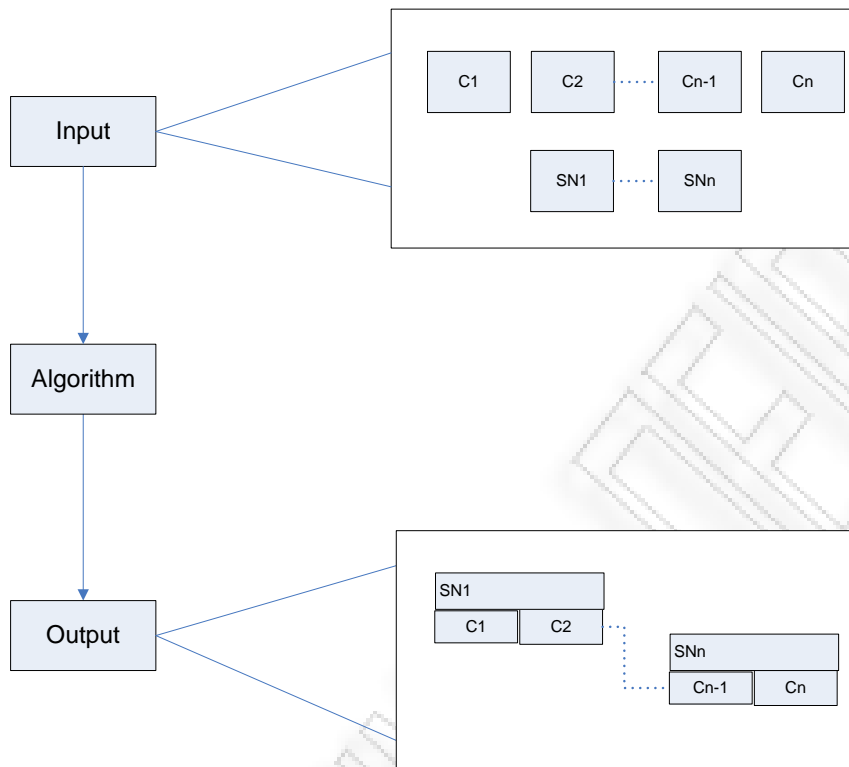 C1 C2 Cn-1 Cn
Input
SN1 SNn
Algorithm
SN1
C1 C2
Output
SNn
Cn-1 Cn